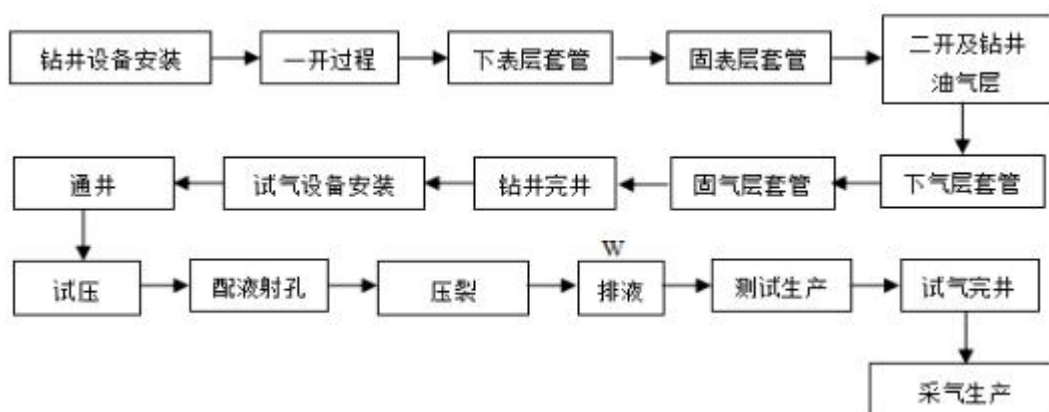 钻井设备安装
一开过程
下表层套管
固表层套管
二开及钻井
油气层
通井
试气设备安装
钻井完井
固气层套管
下气层套管
W
试压
配液射孔
压裂
排液
测试生产
试气完井
采气生产